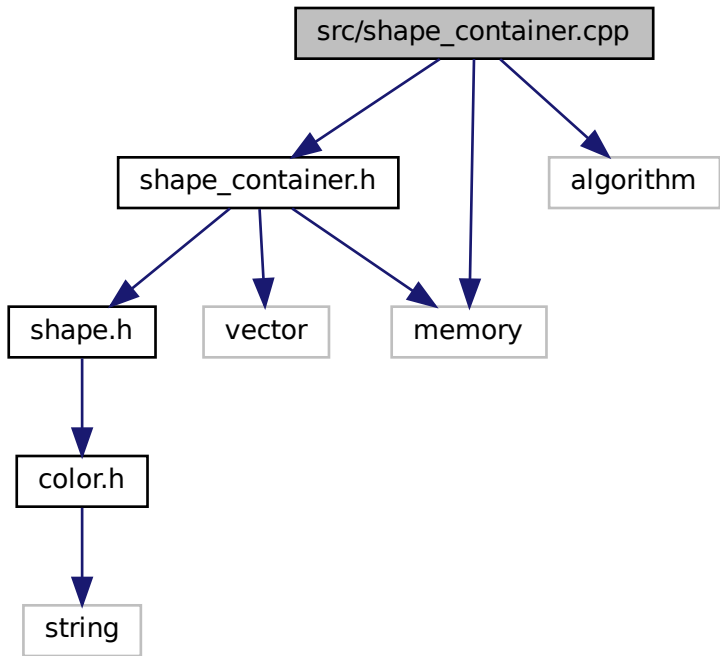 src/shape_container.cpp
shape_container.h
algorithm
shape.h
vector
memory
color.h
string